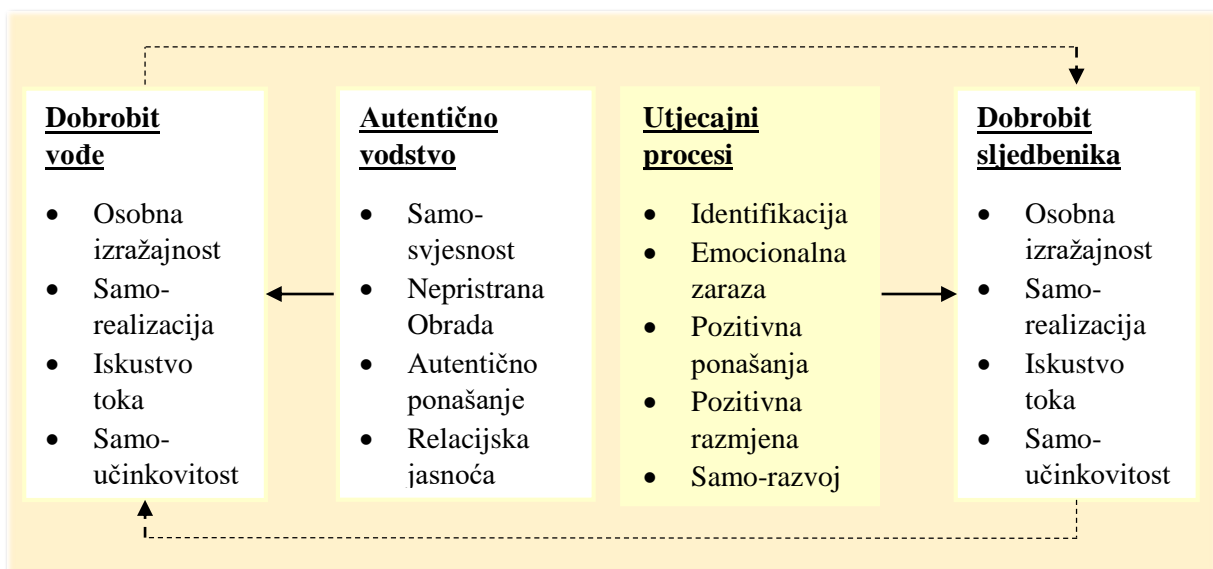 Dobrobit
vođe
• Osobna
izražajnost
• Samo-
realizacija
• Iskustvo
toka
• Samo-
učinkovitost
Autentično
vodstvo
• Samo-
svjesnost
• Nepristrana
Obrada
• Autentično
ponašanje
• Relacijska
jasnoća
Utjecajni
procesi
• Identifikacija
• Emocionalna
zaraza
• Pozitivna
ponašanja
• Pozitivna
razmjena
• Samo-razvoj
Dobrobit
sljedbenika
• Osobna
izražajnost
• Samo-
realizacija
• Iskustvo
toka
• Samo-
učinkovitost